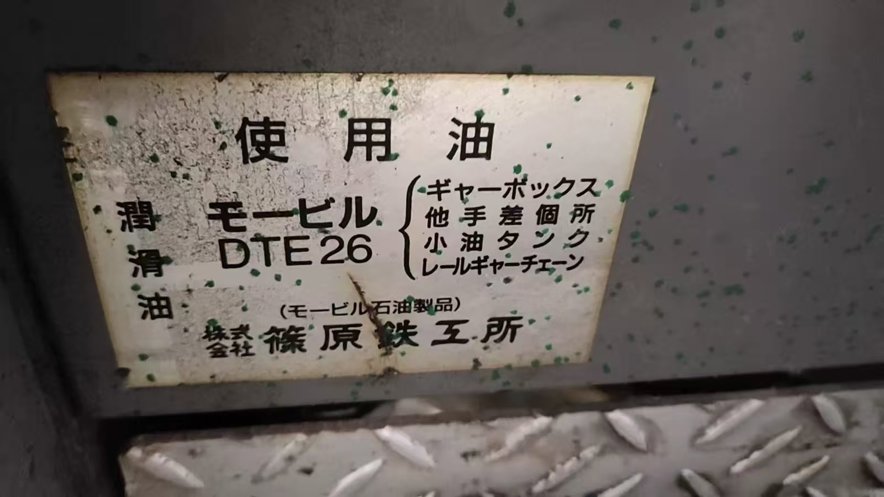 使用油
潤滑油
モービル
DTE26
ギャーボックス
他手差個所
小油タンク
レールギャーチェーン
(モービル石油製品)
株式会社 篠原鉄工所